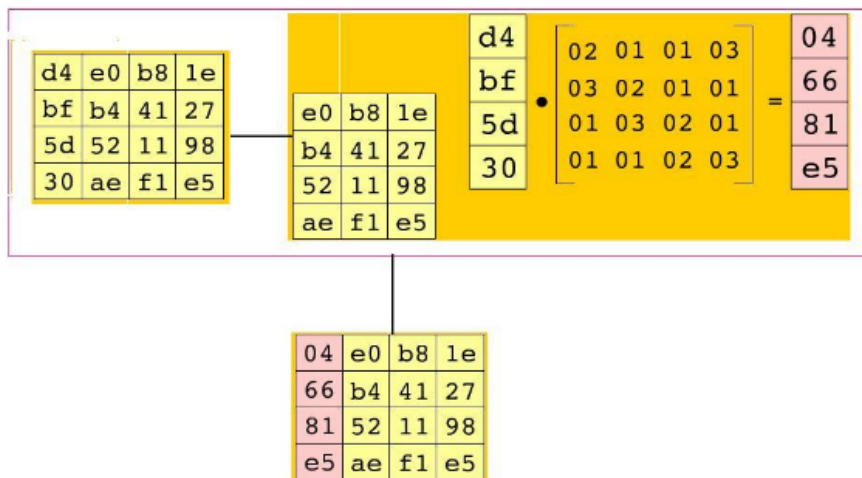 d4 e0 b8 1e
bf b4 41 27
5d 52 11 98
30 ae f1 e5
e0 b8 1e
b4 41 27
52 11 98
ae f1 e5
d4
bf
5d
30
•
02 01 01 03
03 02 01 01
01 03 02 01
01 01 02 03
=
04
66
81
e5
04 e0 b8 1e
66 b4 41 27
81 52 11 98
e5 ae f1 e5